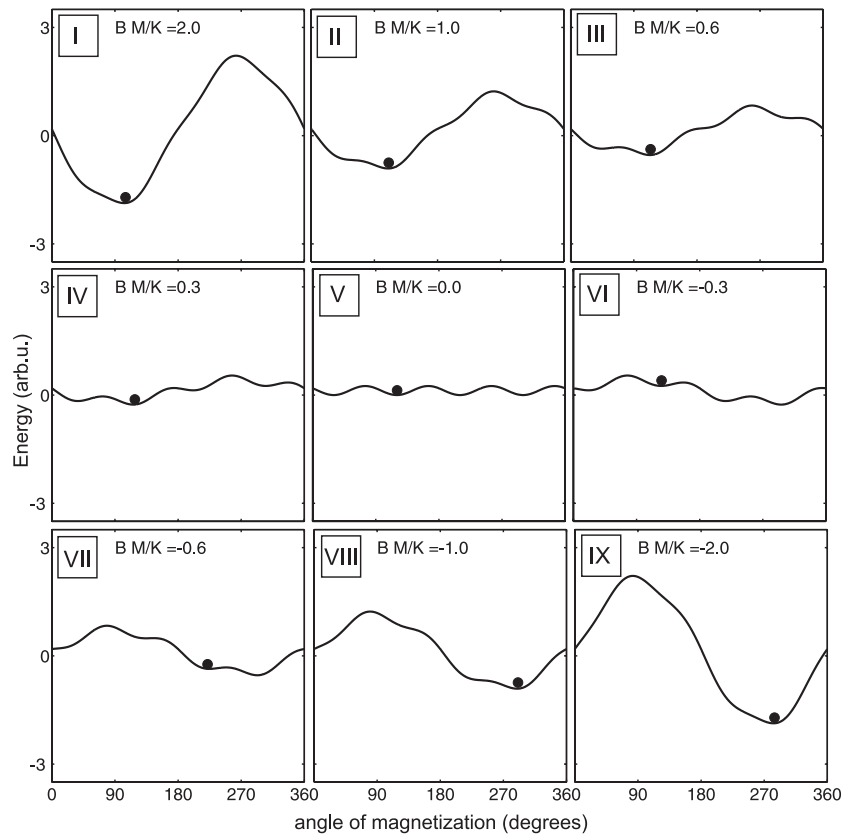 I B M/K =2.0
II B M/K =1.0
III B M/K =0.6
3
0
-3
IV B M/K =0.3
V B M/K =0.0
VI B M/K =-0.3
3
0
-3
Energy (arb.u.)
VII B M/K =-0.6
VIII B M/K =-1.0
IX B M/K =-2.0
3
0
-3
0 90 180 270 360 90 180 270 360 90 180 270 360
angle of magnetization (degrees)